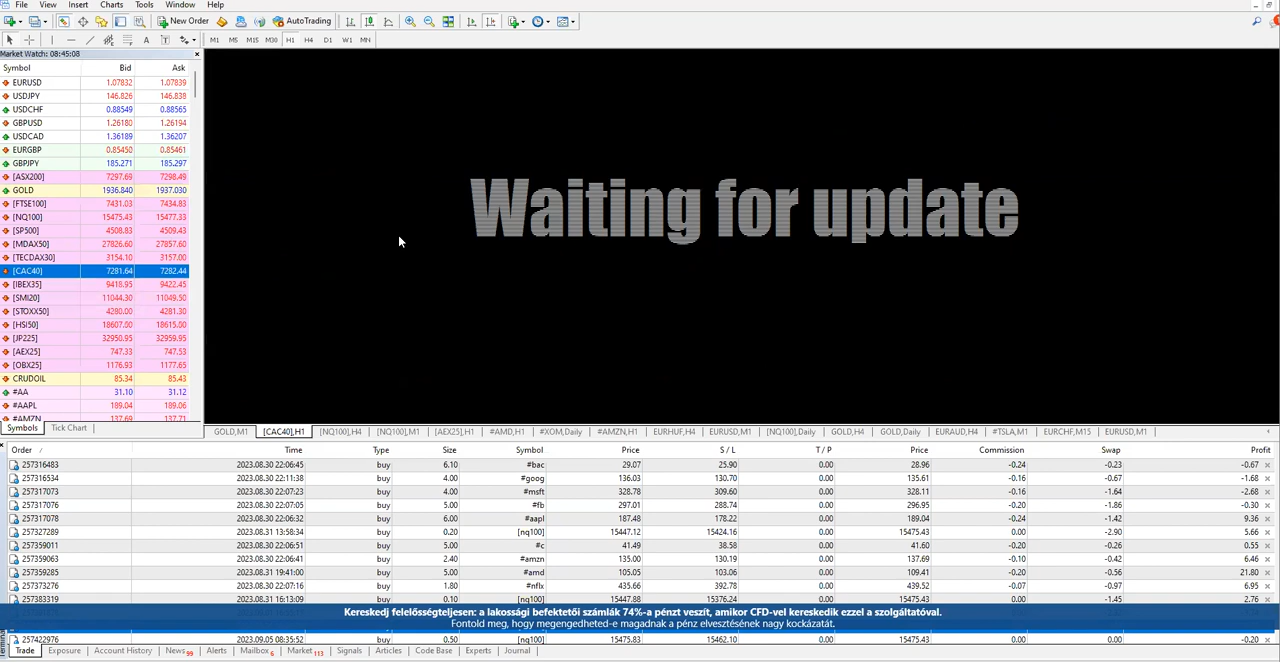 File View Insert Charts Tools Window Help
New Order AutoTrading
A T M1 M5 M15 M30 H1 H4 D1 W1 MN
Market Watch: 08:45:08
Symbol Bid Ask
EURUSD 1.07832 1.07839
USDJPY 146.826 146.838
USDCHF 0.88549 0.88565
GBPUSD 1.26180 1.26194
USDCAD 1.36189 1.36207
EURGBP 0.85450 0.85461
GBPJPY 185.271 185.297
[ASX200] 7297.69 7298.49
GOLD 1936.840 1937.030
[FTSE100] 7431.03 7434.83
[NQ100] 15475.43 15477.33
[SP500] 4508.83 4509.43
[MDAX50] 27826.60 27857.60
[TECDAX30] 3154.10 3157.00
[CAC40] 7281.64 7282.44
[IBEX35] 9418.95 9422.45
[SMI20] 11044.30 11049.50
[STOXX50] 4280.00 4281.30
[HSI50] 18607.00 18615.00
[JP225] 32950.95 32959.95
[AEX25] 747.33 747.53
[OBX25] 1176.93 1177.65
CRUDOIL 85.34 85.43
#AA 31.10 31.12
#AAPL 189.04 189.06
#AMZN 137.69 137.71
Symbols Tick Chart
Waiting for update
GOLD,M1 [CAC40],H1 [NQ100],H4 [NQ100],M1 [AEX25],H1 #AMD,H1 #XOM,Daily #AMZN,H1 EURHUF,H4 EURUSD,M1 [NQ100],Daily GOLD,H4 GOLD,Daily EURAUD,H4 #TSLA,M1 EURCHF,M15 EURUSD,M1
Order Time Type Size Symbol Price S / L T / P Price Commission Swap Profit
257316483 2023.08.30 22:06:45 buy 6.10 #bac 29.07 25.90 0.00 28.96 -0.24 -0.23 -0.67
257316534 2023.08.30 22:11:38 buy 4.00 #goog 136.03 130.70 0.00 135.61 -0.16 -0.67 -1.68
257317073 2023.08.30 22:07:23 buy 4.00 #msft 328.78 309.60 0.00 328.11 -0.16 -1.64 -2.68
257317076 2023.08.30 22:07:05 buy 5.00 #fb 297.01 288.74 0.00 296.95 -0.20 -1.86 -0.30
257317078 2023.08.30 22:06:32 buy 6.00 #aapl 187.48 178.22 0.00 189.04 -0.24 -1.42 9.36
257327289 2023.08.31 13:58:34 buy 0.20 [nq100] 15447.12 15424.16 0.00 15475.43 0.00 -2.90 5.66
257359011 2023.08.30 22:06:51 buy 5.00 #c 41.49 38.58 0.00 41.60 -0.20 -0.26 0.55
257359063 2023.08.30 22:06:41 buy 2.40 #amzn 135.00 130.19 0.00 137.69 -0.10 -0.42 6.46
257359285 2023.08.31 19:41:00 buy 5.00 #amd 105.05 103.06 0.00 109.41 -0.20 -0.56 21.80
257373276 2023.08.30 22:07:16 buy 1.80 #nflx 435.66 392.78 0.00 439.52 -0.07 -0.97 6.95
257383319 2023.08.31 16:13:09 buy 0.10 [nq100] 15447.88 15376.24 0.00 15475.43 0.00 -1.45 2.76
Kereskedj felelősségteljesen: a lakossági befektetői számlák 74%-a pénzt veszít, amikor CFD-vel kereskedik ezzel a szolgáltatóval.
Fontold meg, hogy megengedheted-e magadnak a pénz elvesztésének nagy kockázatát.
257422976 2023.09.05 08:35:52 buy 0.50 [nq100] 15475.83 15462.10 0.00 15475.43 0.00 0.00 -0.20
Trade Exposure Account History News 99 Alerts Mailbox 6 Market 113 Signals Articles Code Base Experts Journal
Terminal